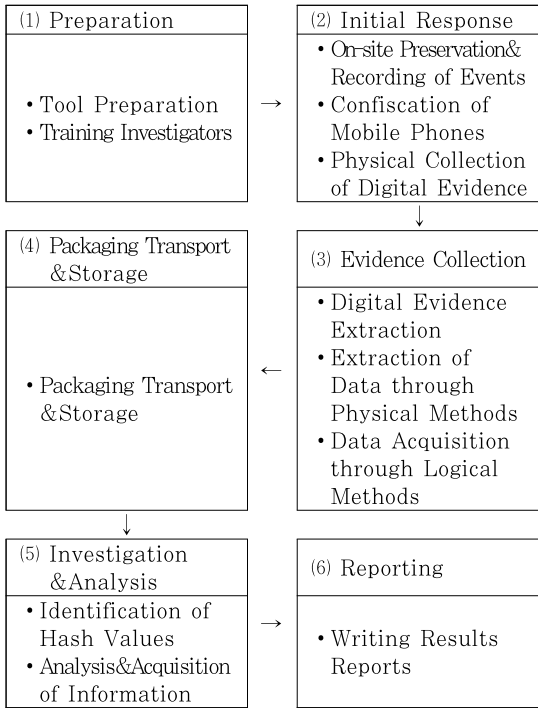 (1) Preparation
• Tool Preparation
• Training Investigators
→
(2) Initial Response
• On-site Preservation&
Recording of Events
• Confiscation of
Mobile Phones
• Physical Collection
of Digital Evidence
↓
(3) Evidence Collection
• Digital Evidence
Extraction
• Extraction of
Data through
Physical Methods
• Data Acquisition
through Logical
Methods
←
(4) Packaging Transport
&Storage
• Packaging Transport
&Storage
↓
(5) Investigation
&Analysis
• Identification of
Hash Values
• Analysis&Acquisition
of Information
→
(6) Reporting
• Writing Results
Reports